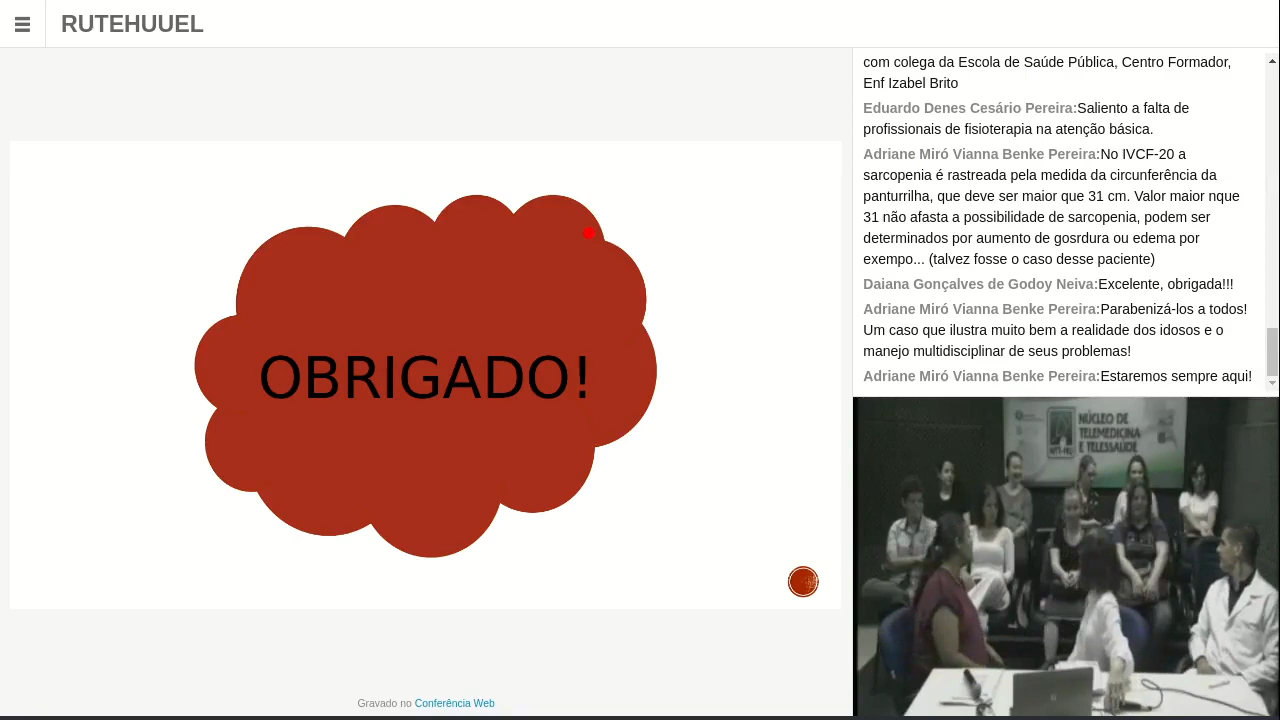 RUTEHUUEL
com colega da Escola de Saúde Pública, Centro Formador,
Enf Izabel Brito
Eduardo Denes Cesário Pereira:Saliento a falta de
profissionais de fisioterapia na atenção básica.
Adriane Miró Vianna Benke Pereira:No IVCF-20 a
sarcopenia é rastreada pela medida da circunferência da
panturrilha, que deve ser maior que 31 cm. Valor maior nque
31 não afasta a possibilidade de sarcopenia, podem ser
determinados por aumento de gosrdura ou edema por
exempo... (talvez fosse o caso desse paciente)
Daiana Gonçalves de Godoy Neiva:Excelente, obrigada!!!
Adriane Miró Vianna Benke Pereira:Parabenizá-los a todos!
Um caso que ilustra muito bem a realidade dos idosos e o
manejo multidisciplinar de seus problemas!
Adriane Miró Vianna Benke Pereira:Estaremos sempre aqui!
OBRIGADO!
NÚCLEO DE
TELEMEDICINA
E TELESSAÚDE
Gravado no Conferência Web